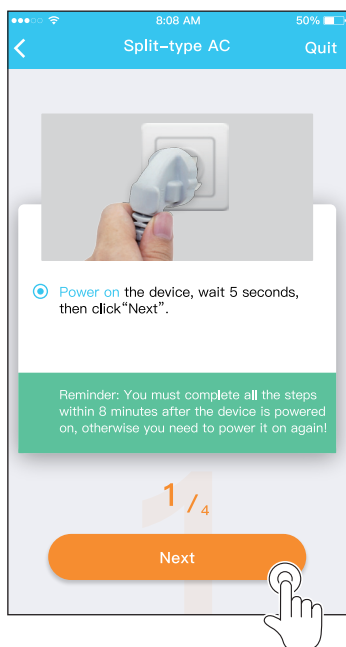 8:08 AM
50%
Split-type AC
Quit
Power on the device, wait 5 seconds,
then click“Next”.
Reminder: You must complete all the steps
within 8 minutes after the device is powered
on, otherwise you need to power it on again!
1
1 / 4
Next